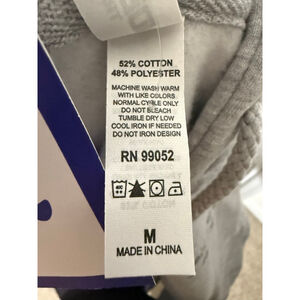 52% COTTON
48% POLYESTER
MACHINE WASH WARM
WITH LIKE COLORS
NORMAL CYCLE ONLY
DO NOT BLEACH
TUMBLE DRY LOW
COOL IRON IF NEEDED
DO NOT IRON DESIGN
RN 99052
M
MADE IN CHINA